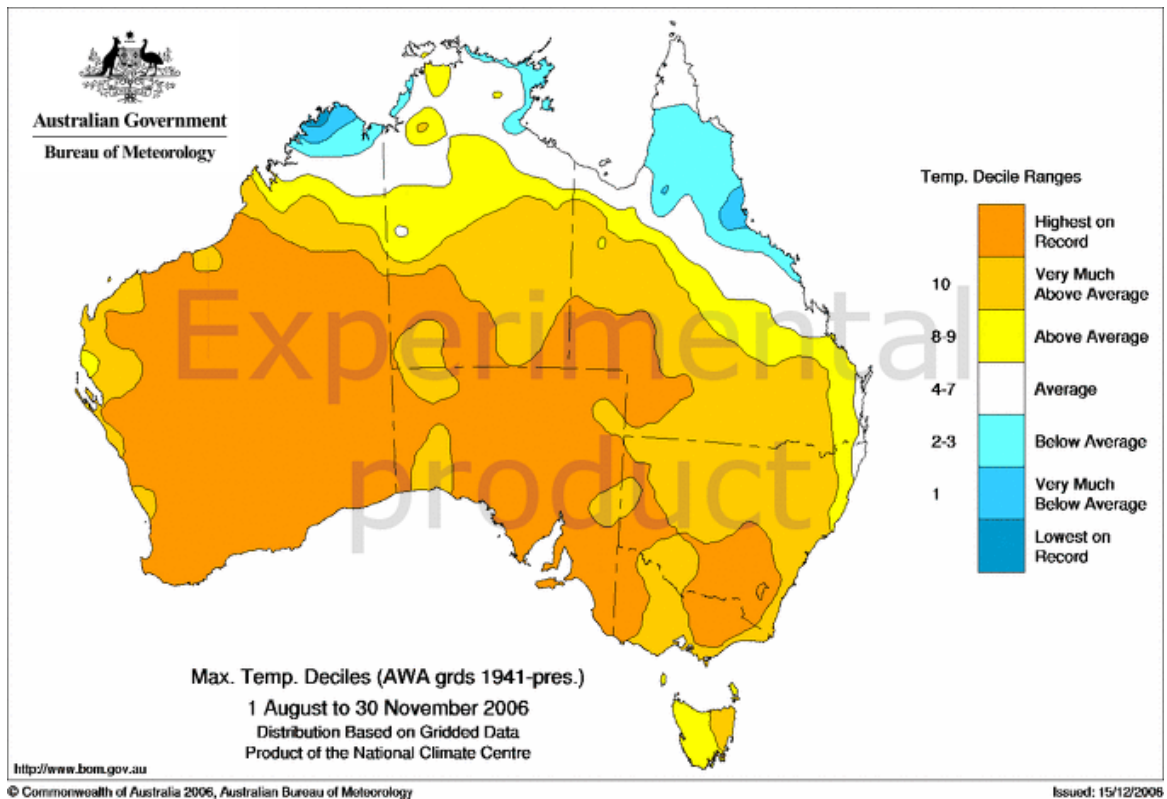 Australian Government
Bureau of Meteorology
Temp. Decile Ranges
Highest on
Record
10
Very Much
Above Average
8-9
Above Average
4-7
Average
2-3
Below Average
1
Very Much
Below Average
Lowest on
Record
Experimental
product
Max. Temp. Deciles (AWA grds 1941-pres.)
1 August to 30 November 2006
Distribution Based on Gridded Data
Product of the National Climate Centre
http://www.bom.gov.au
© Commonwealth of Australia 2006, Australian Bureau of Meteorology
Issued: 15/12/2006